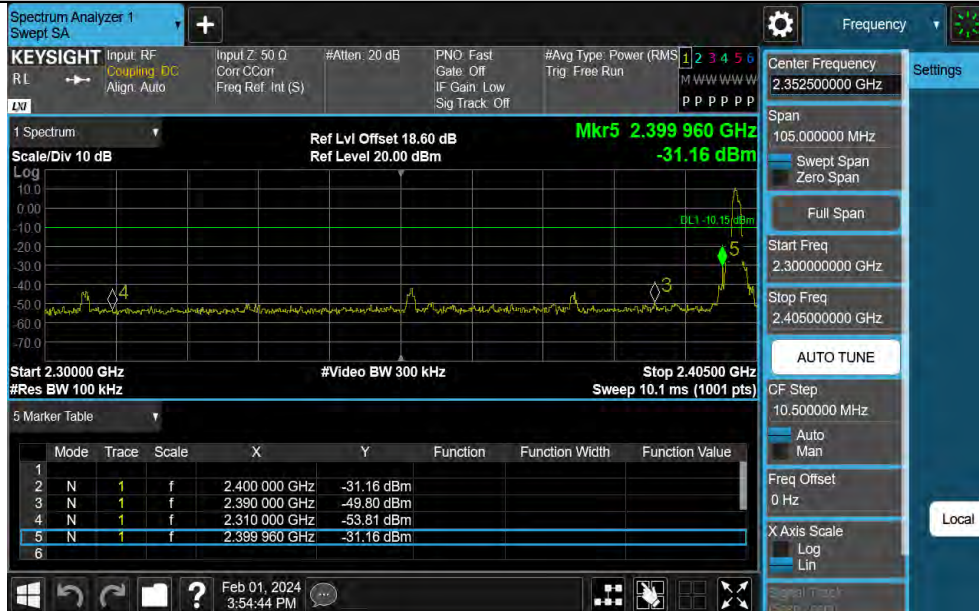 Spectrum Analyzer 1
Swept SA
+
Frequency
KEYSIGHT
RL
LXI
Input: RF
Coupling: DC
Align: Auto
Input Z: 50 Ω
Corr CCorr
Freq Ref: Int (S)
#Atten: 20 dB
PNO: Fast
Gate: Off
IF Gain: Low
Sig Track: Off
#Avg Type: Power (RMS
Trig: Free Run
1 2 3 4 5 6
M W W W W W
P P P P P P
1 Spectrum
Scale/Div 10 dB
Ref Lvl Offset 18.60 dB
Ref Level 20.00 dBm
Mkr5 2.399 960 GHz
-31.16 dBm
Log
10.0
0.00
-10.0
-20.0
-30.0
-40.0
-50.0
-60.0
-70.0
DL1 -10.15 dBm
5
4
3
Start 2.30000 GHz
#Res BW 100 kHz
#Video BW 300 kHz
Stop 2.40500 GHz
Sweep 10.1 ms (1001 pts)
5 Marker Table
Mode Trace Scale X Y Function Function Width Function Value
1
2 N 1 f 2.400 000 GHz -31.16 dBm
3 N 1 f 2.390 000 GHz -49.80 dBm
4 N 1 f 2.310 000 GHz -53.81 dBm
5 N 1 f 2.399 960 GHz -31.16 dBm
6
?
Feb 01, 2024
3:54:44 PM
Center Frequency
2.352500000 GHz
Span
105.000000 MHz
Swept Span
Zero Span
Full Span
Start Freq
2.300000000 GHz
Stop Freq
2.405000000 GHz
AUTO TUNE
CF Step
10.500000 MHz
Auto
Man
Freq Offset
0 Hz
X Axis Scale
Log
Lin
Signal Track
Settings
Local